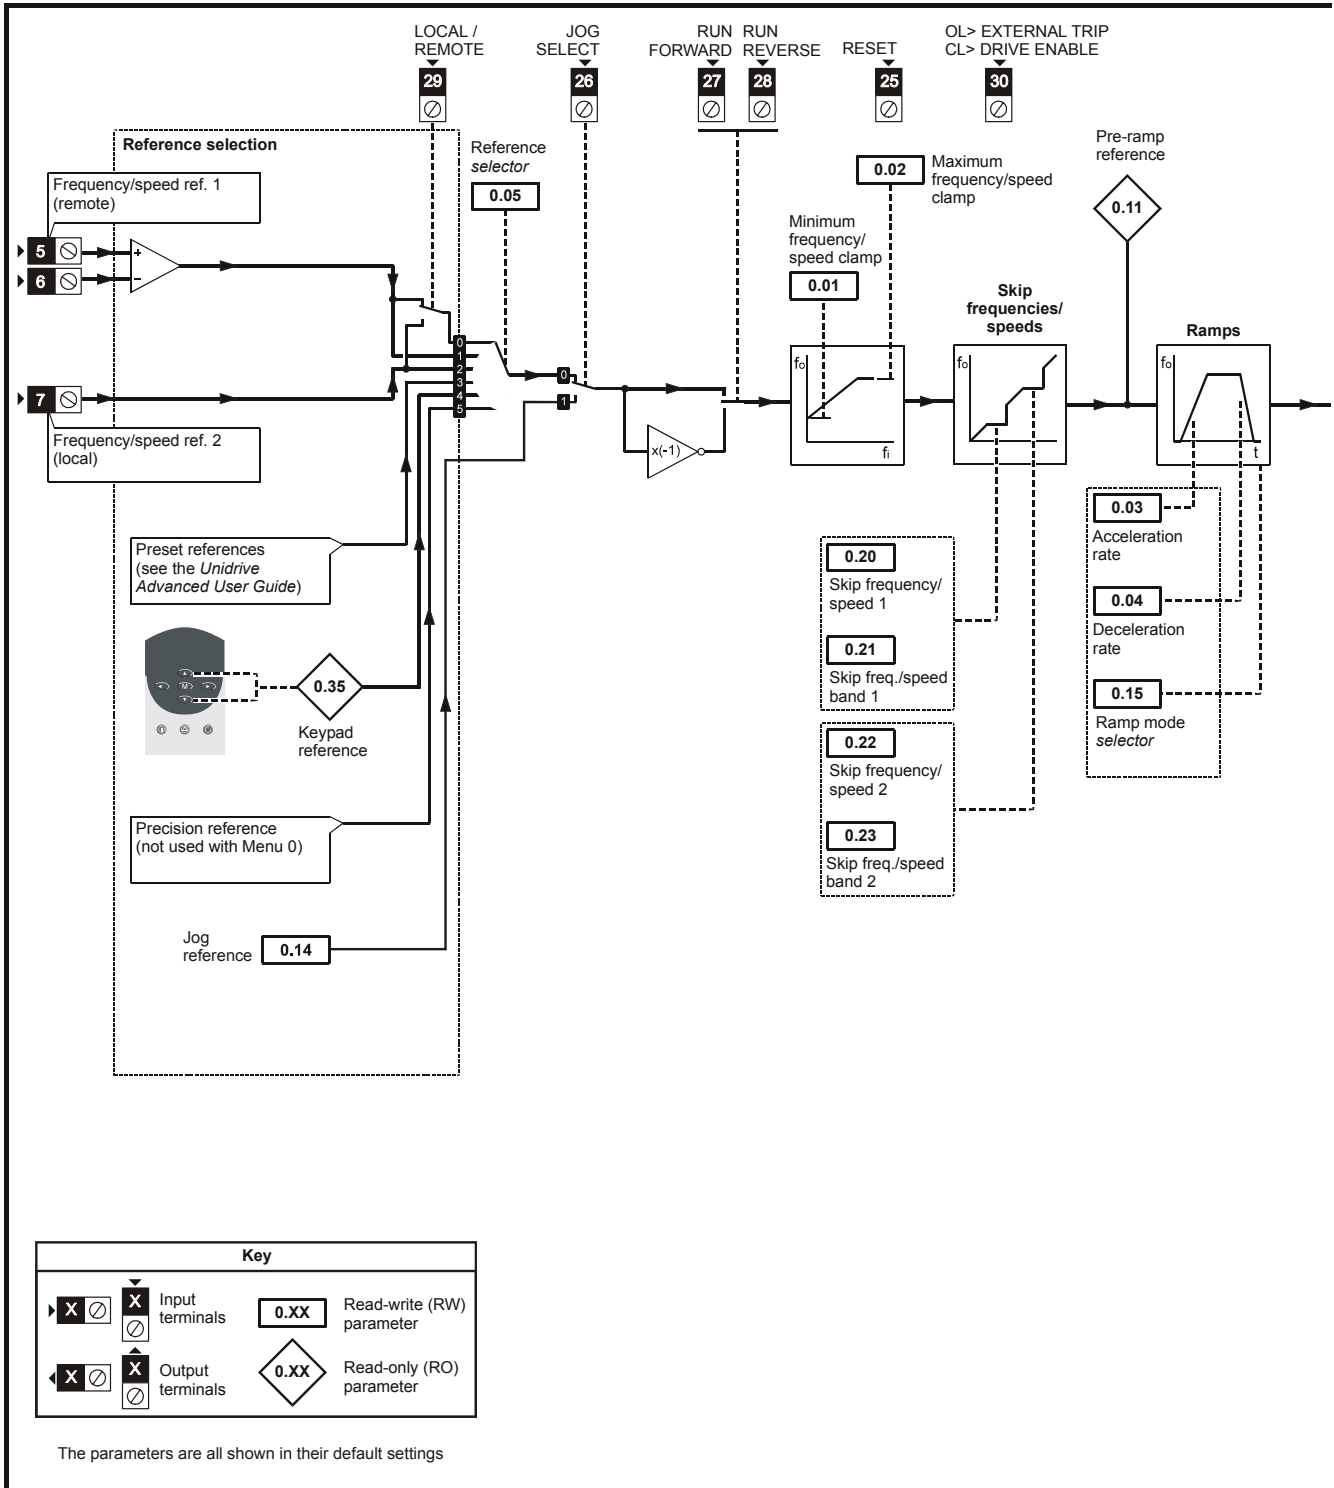 LOCAL /
REMOTE
29
JOG
SELECT
26
RUN
FORWARD
27
RUN
REVERSE
28
RESET
25
OL> EXTERNAL TRIP
CL> DRIVE ENABLE
30
Reference selection
Frequency/speed ref. 1
(remote)
5
6
+
−
7
Frequency/speed ref. 2
(local)
Reference
selector
0.05
0
1
2
3
4
5
0
1
x(-1)
Minimum
frequency/
speed clamp
0.01
0.02
Maximum
frequency/speed
clamp
fo
fi
Skip
frequencies/
speeds
fo
Pre-ramp
reference
0.11
Ramps
fo
t
Preset references
(see the Unidrive
Advanced User Guide)
M
0.35
Keypad
reference
Precision reference
(not used with Menu 0)
Jog
reference
0.14
0.20
Skip frequency/
speed 1
0.21
Skip freq./speed
band 1
0.22
Skip frequency/
speed 2
0.23
Skip freq./speed
band 2
0.03
Acceleration
rate
0.04
Deceleration
rate
0.15
Ramp mode
selector
Key
X
X
Input
terminals
0.XX
Read-write (RW)
parameter
X
X
Output
terminals
0.XX
Read-only (RO)
parameter
The parameters are all shown in their default settings